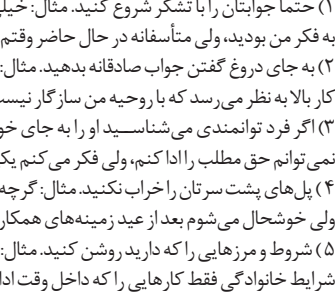 ۱) حتماً جوابتان را با تشکر شروع کنید. مثال: خیلی
به فکر من بودید، ولی متأسفانه در حال حاضر وقتم
۲) به جای دروغ گفتن جواب صادقانه بدهید. مثال:
کار بالا به نظر می‌رسد که با روحیه من سازگار نیست
۳) اگر فرد توانمندی می‌شناسید او را به جای خو
نمی‌توانم حق مطلب را ادا کنم، ولی فکر می‌کنم یک
۴) پل‌های پشت سرتان را خراب نکنید. مثال: گرچه
ولی خوشحال می‌شوم بعد از عید زمینه‌های همکار
۵) شروط و مرزهایی را که دارید روشن کنید. مثال:
شرایط خانوادگی فقط کارهایی را که داخل وقت ادا